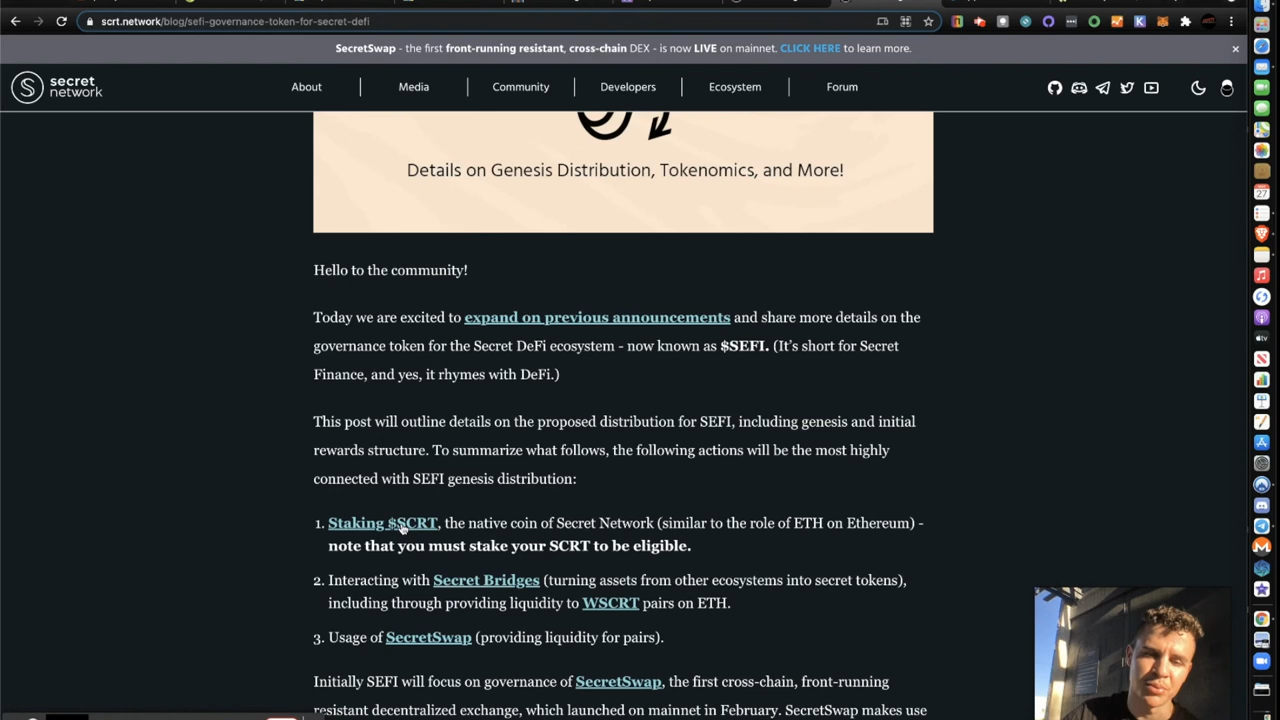 scrt.network/blog/sefi-governance-token-for-secret-defi
SecretSwap - the first front-running resistant, cross-chain DEX - is now LIVE on mainnet. CLICK HERE to learn more.
secret
network
About
Media
Community
Developers
Ecosystem
Forum
Details on Genesis Distribution, Tokenomics, and More!
Hello to the community!
Today we are excited to expand on previous announcements and share more details on the
governance token for the Secret DeFi ecosystem - now known as $SEFI. (It’s short for Secret
Finance, and yes, it rhymes with DeFi.)
This post will outline details on the proposed distribution for SEFI, including genesis and initial
rewards structure. To summarize what follows, the following actions will be the most highly
connected with SEFI genesis distribution:
1. Staking $SCRT, the native coin of Secret Network (similar to the role of ETH on Ethereum) -
note that you must stake your SCRT to be eligible.
2. Interacting with Secret Bridges (turning assets from other ecosystems into secret tokens),
including through providing liquidity to WSCRT pairs on ETH.
3. Usage of SecretSwap (providing liquidity for pairs).
Initially SEFI will focus on governance of SecretSwap, the first cross-chain, front-running
resistant decentralized exchange, which launched on mainnet in February. SecretSwap makes use
27